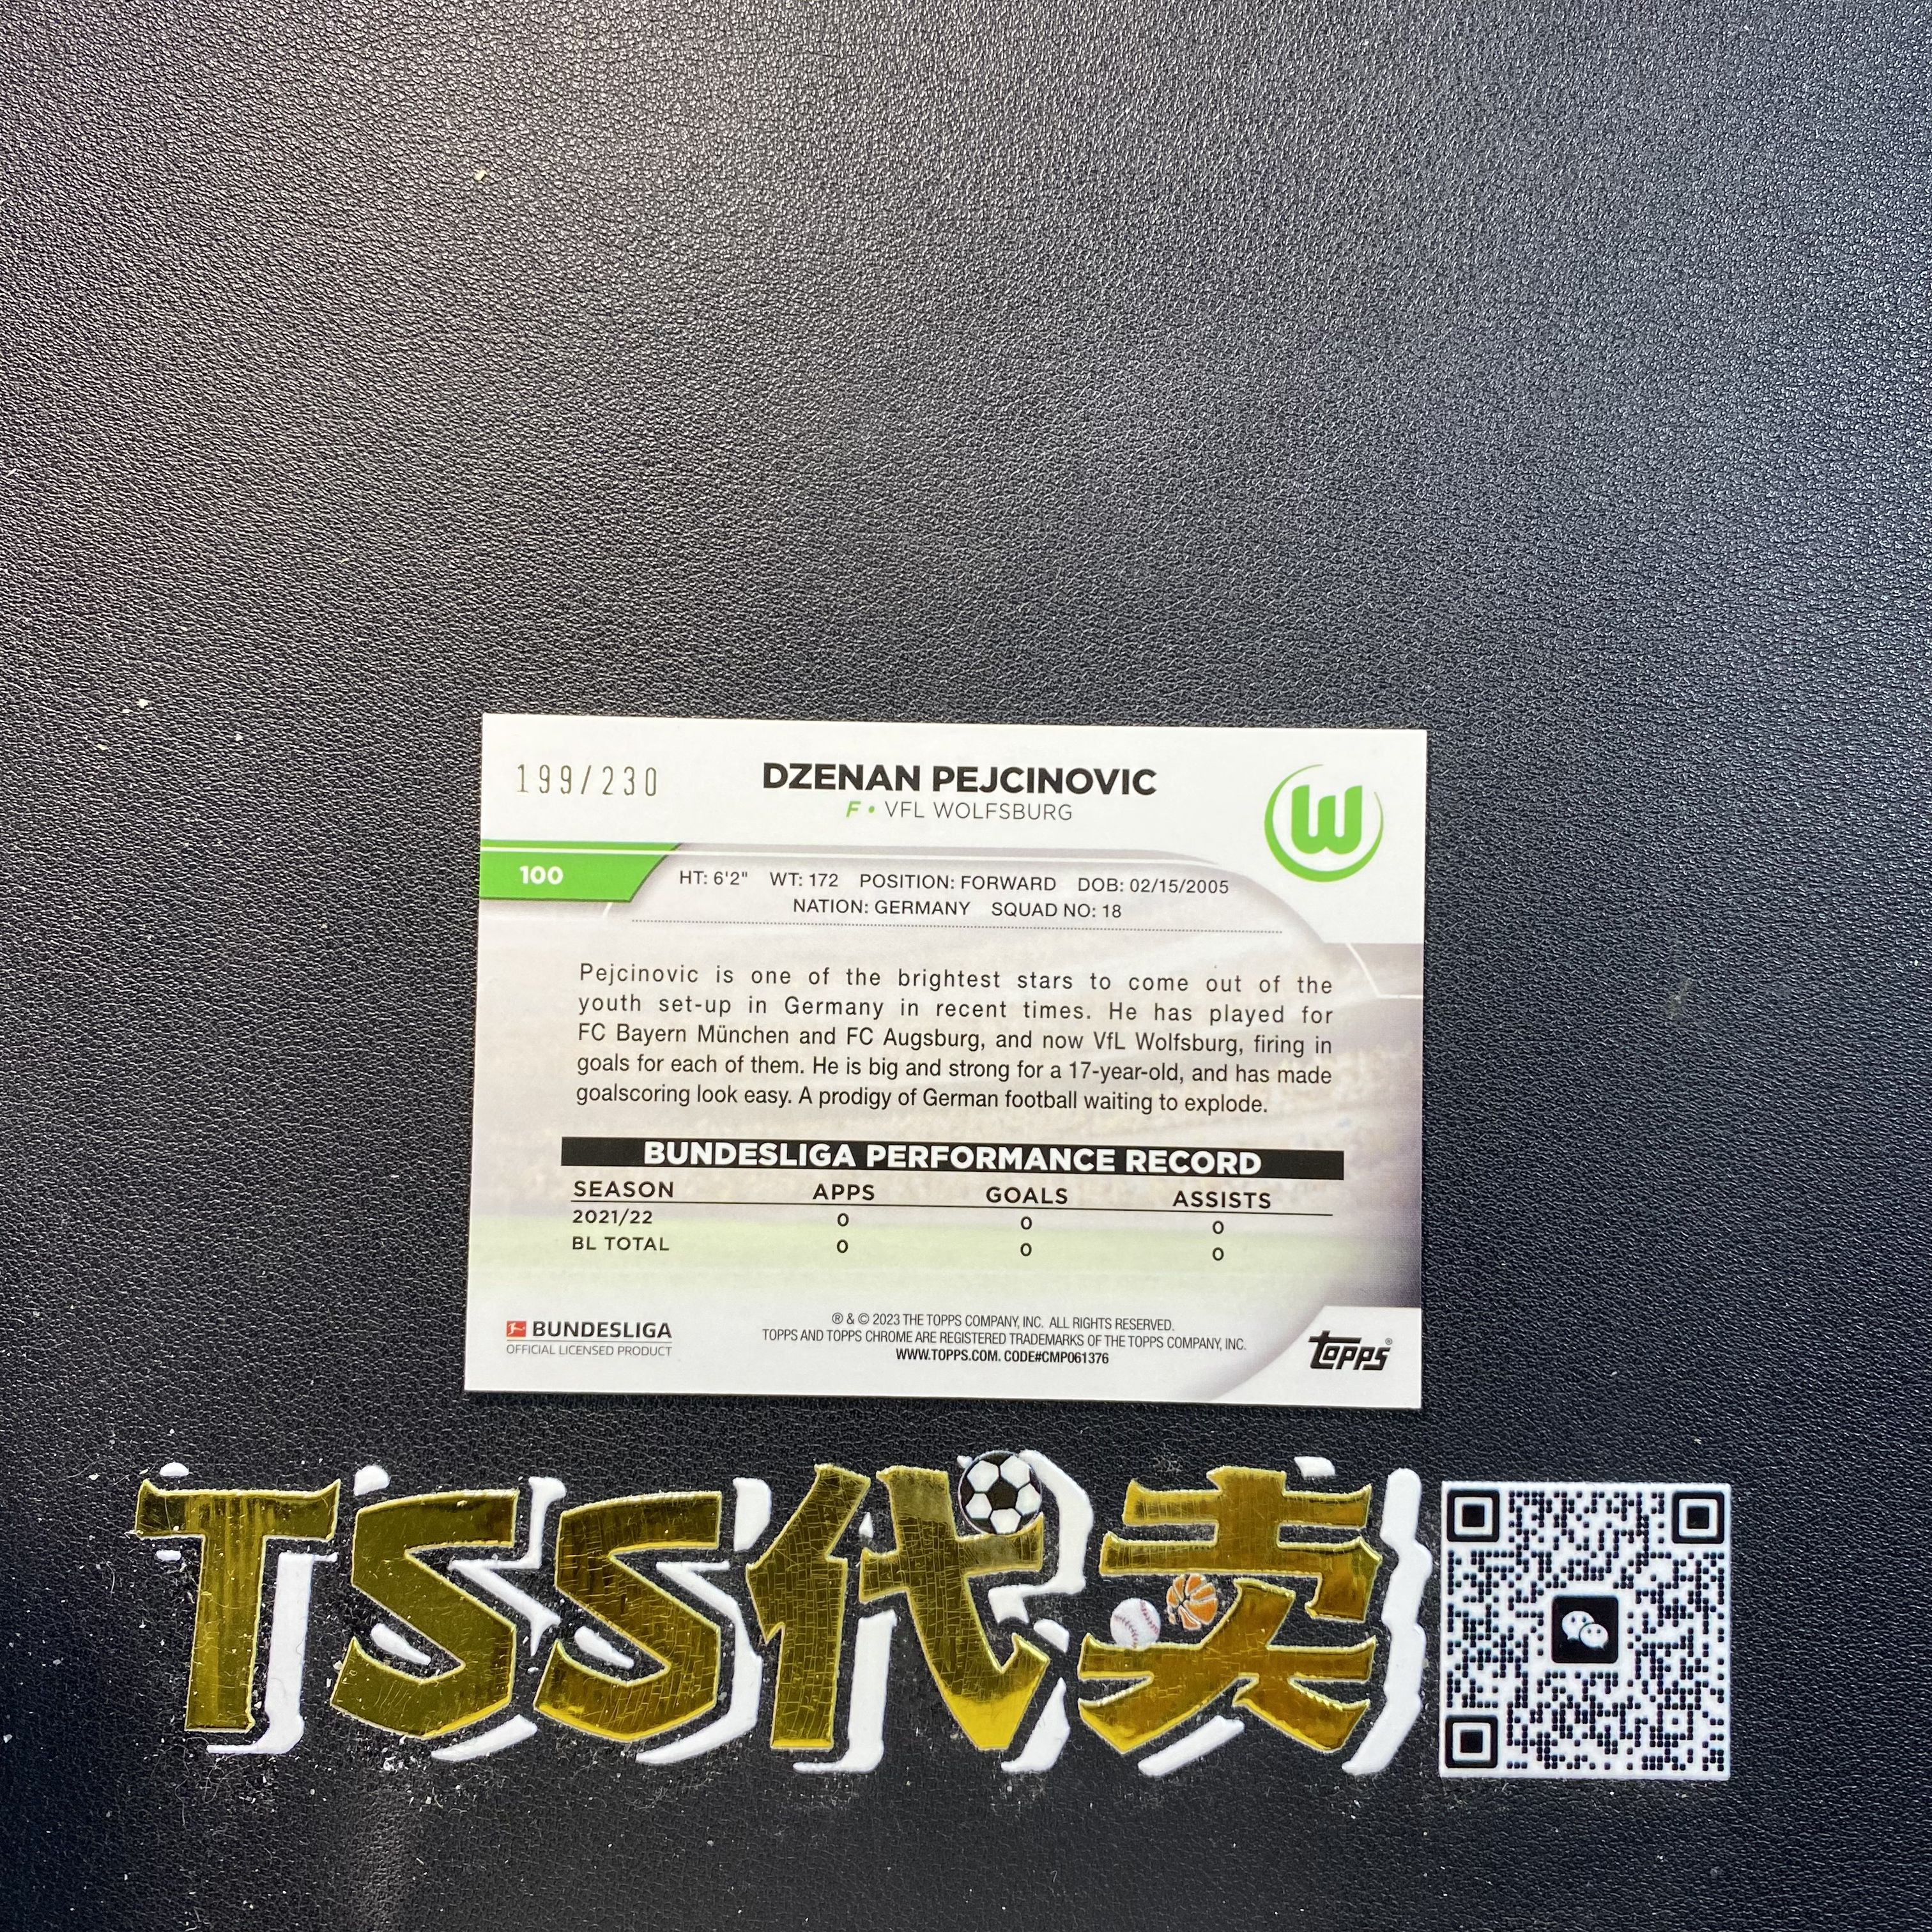 199/230
DZENAN PEJCINOVIC
F • VFL WOLFSBURG
W
100
HT: 6'2" WT: 172 POSITION: FORWARD DOB: 02/15/2005
NATION: GERMANY SQUAD NO: 18
Pejcinovic is one of the brightest stars to come out of the
youth set-up in Germany in recent times. He has played for
FC Bayern München and FC Augsburg, and now VfL Wolfsburg, firing in
goals for each of them. He is big and strong for a 17-year-old, and has made
goalscoring look easy. A prodigy of German football waiting to explode.
BUNDESLIGA PERFORMANCE RECORD
SEASON APPS GOALS ASSISTS
2021/22 0 0 0
BL TOTAL 0 0 0
BUNDESLIGA
OFFICIAL LICENSED PRODUCT
® & © 2023 THE TOPPS COMPANY, INC. ALL RIGHTS RESERVED.
TOPPS AND TOPPS CHROME ARE REGISTERED TRADEMARKS OF THE TOPPS COMPANY, INC.
WWW.TOPPS.COM. CODE#CMP061376
Topps®
TSS代卖